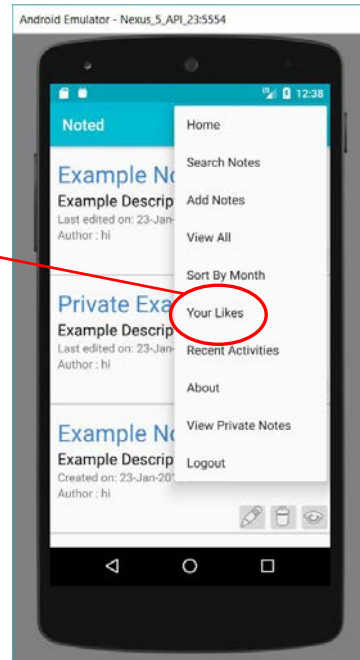 Android Emulator - Nexus_5_API_23:5554
12:38
Noted
Home
Search Notes
Add Notes
View All
Sort By Month
Your Likes
Recent Activities
About
View Private Notes
Logout
Example No
Example Descrip
Last edited on: 23-Jan-
Author : hi
Private Exa
Example Descrip
Last edited on: 23-Jan-
Author : hi
Example No
Example Descrip
Created on: 23-Jan-20
Author : hi